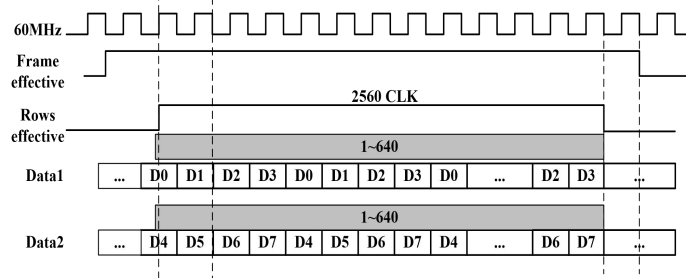 60MHz
Frame
effective
2560 CLK
Rows
effective
1~640
Data1 ... D0 D1 D2 D3 D0 D1 D2 D3 D0 ... D2 D3 ...
1~640
Data2 ... D4 D5 D6 D7 D4 D5 D6 D7 D4 ... D6 D7 ...